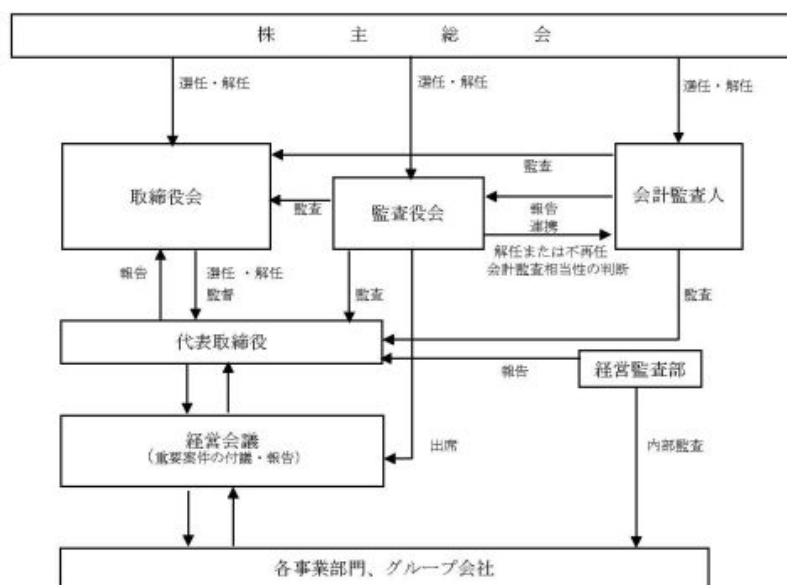 株主総会
選任・解任
選任・解任
選任・解任
取締役会
監査役会
会計監査人
監査
監査
報告
連携
解任または不再任
会計監査相当性の判断
報告
選任・解任
監督
監査
監査
代表取締役
報告
経営監査部
経営会議
(重要案件の付議・報告)
出席
内部監査
各事業部門、グループ会社